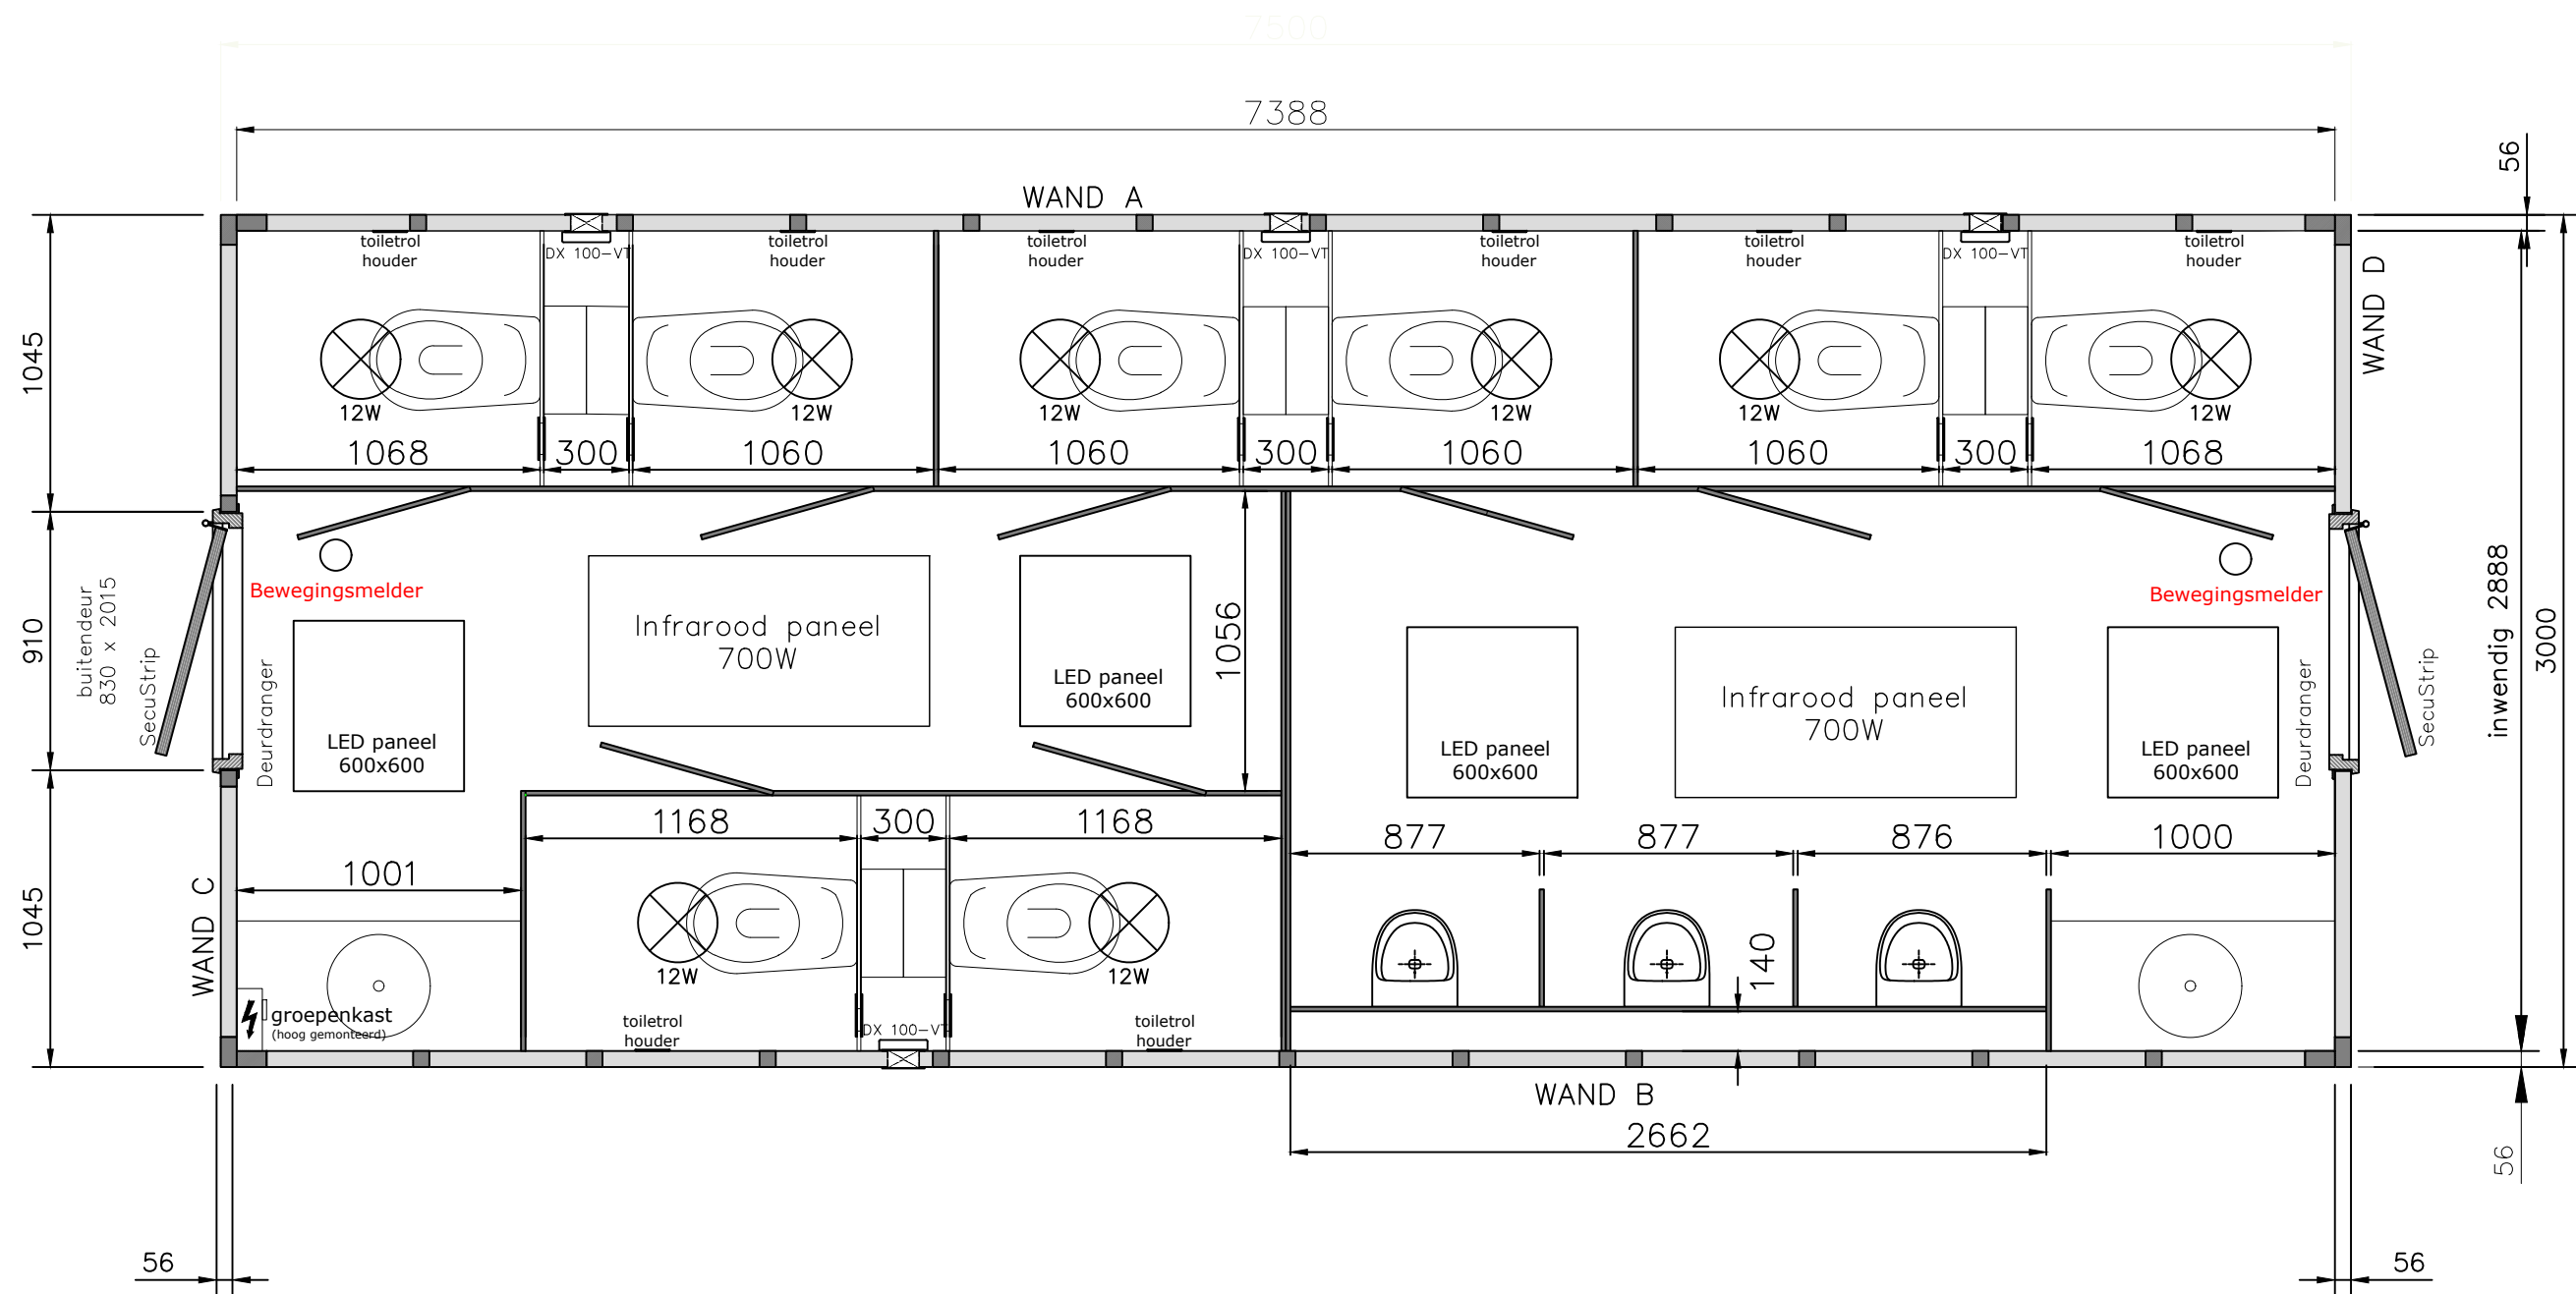 7500
7388
56
WAND A
toiletrol
houder
DX 100-VT
toiletrol
houder
toiletrol
houder
DX 100-VT
toiletrol
houder
toiletrol
houder
DX 100-VT
toiletrol
houder
WAND D
1045
12W
12W
12W
12W
12W
12W
1068
300
1060
1060
300
1060
1060
300
1068
910
buitendeur
830 x 2015
SecuStrip
Deurdranger
Bewegingsmelder
LED paneel
600x600
Infrarood paneel
700W
LED paneel
600x600
1056
LED paneel
600x600
Infrarood paneel
700W
Bewegingsmelder
LED paneel
600x600
Deurdranger
SecuStrip
inwendig 2888
3000
1045
WAND C
1001
1168
300
1168
877
877
876
1000
12W
12W
140
groepenkast
(hoog gemonteerd)
toiletrol
houder
DX 100-VT
toiletrol
houder
WAND B
2662
56
56
56